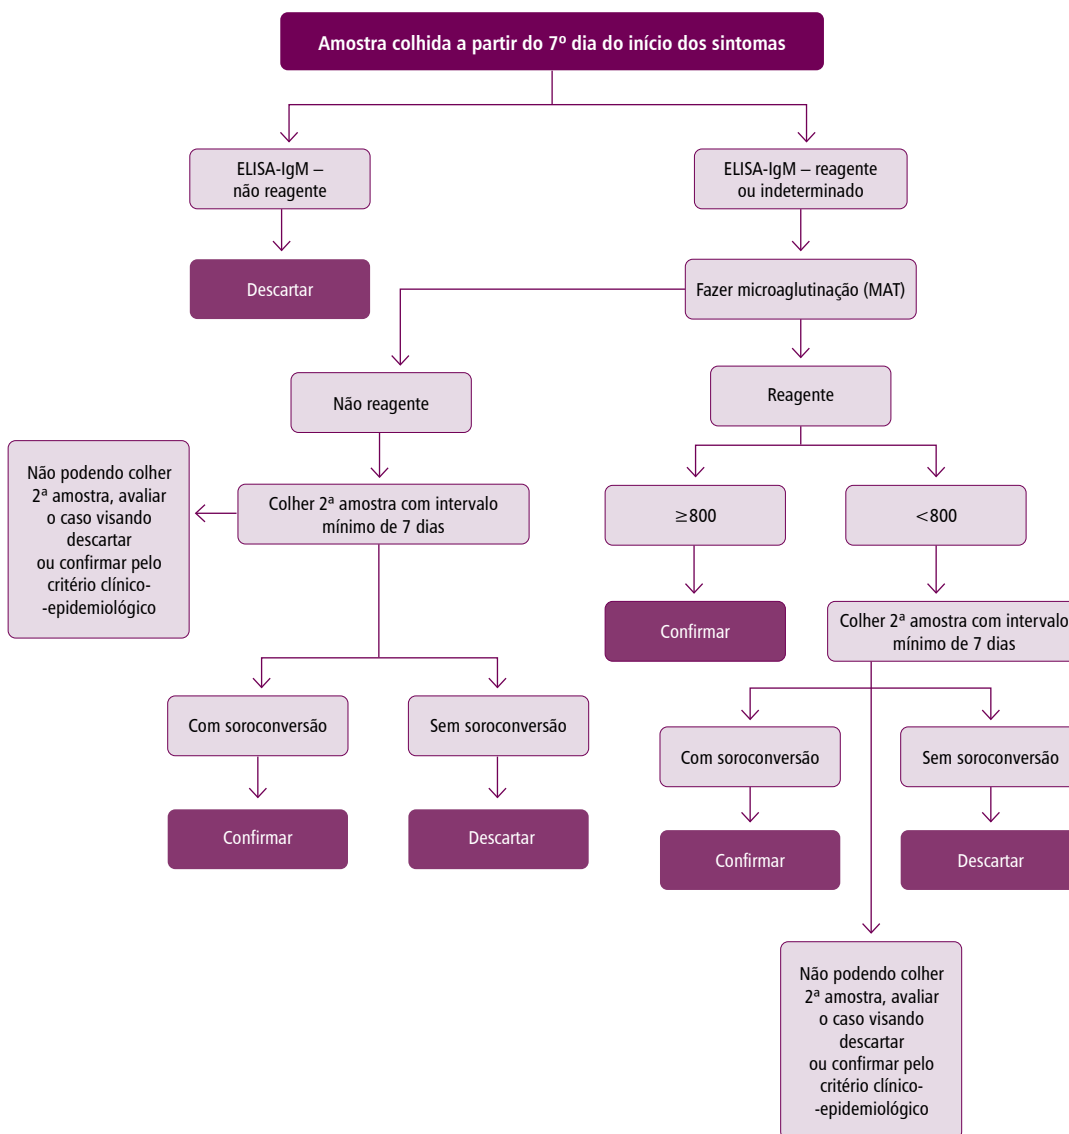 Amostra colhida a partir do 7º dia do início dos sintomas
ELISA-IgM –
não reagente
ELISA-IgM – reagente
ou indeterminado
Descartar
Fazer microaglutinação (MAT)
Não reagente
Reagente
Não podendo colher
2ª amostra, avaliar
o caso visando
descartar
ou confirmar pelo
critério clínico-
-epidemiológico
Colher 2ª amostra com intervalo
mínimo de 7 dias
≥800
<800
Confirmar
Colher 2ª amostra com intervalo
mínimo de 7 dias
Com soroconversão
Sem soroconversão
Com soroconversão
Sem soroconversão
Confirmar
Descartar
Confirmar
Descartar
Não podendo colher
2ª amostra, avaliar
o caso visando
descartar
ou confirmar pelo
critério clínico-
-epidemiológico